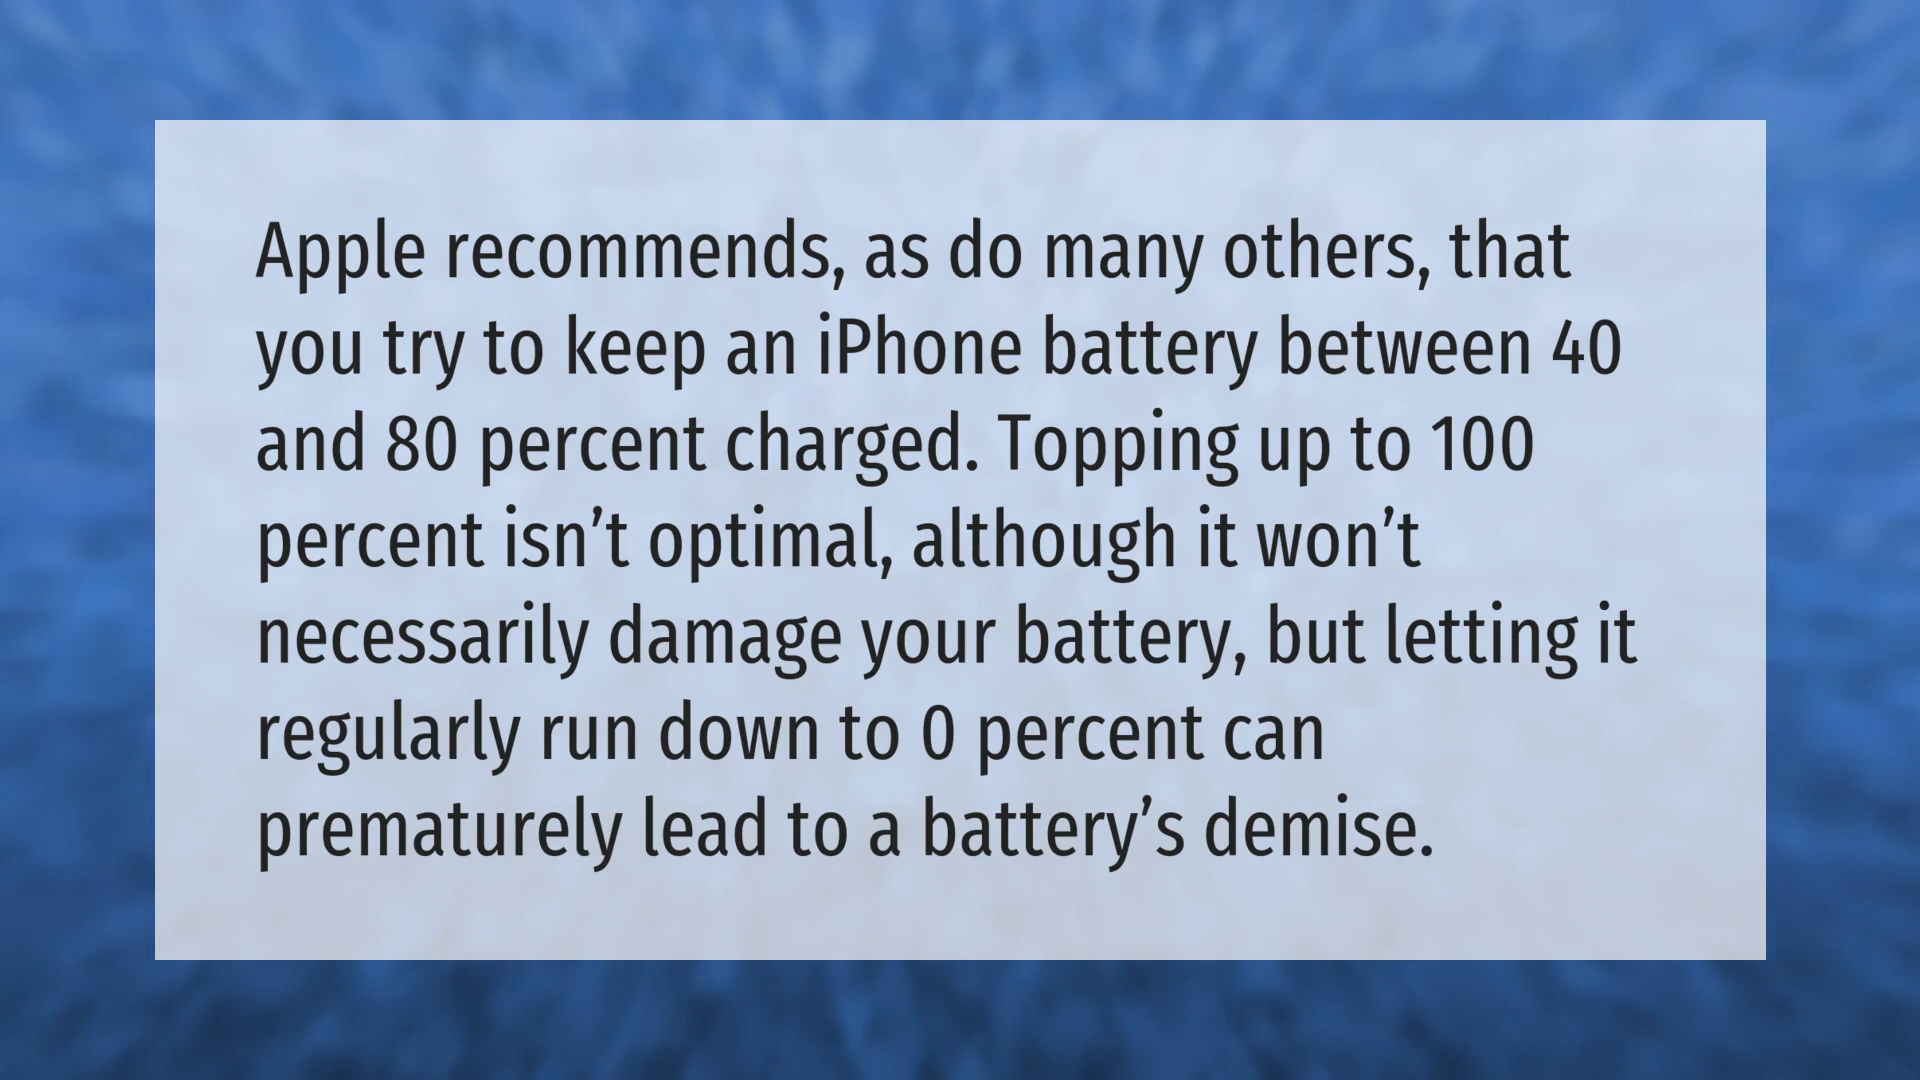 Apple recommends, as do many others, that
you try to keep an iPhone battery between 40
and 80 percent charged. Topping up to 100
percent isn’t optimal, although it won’t
necessarily damage your battery, but letting it
regularly run down to 0 percent can
prematurely lead to a battery’s demise.